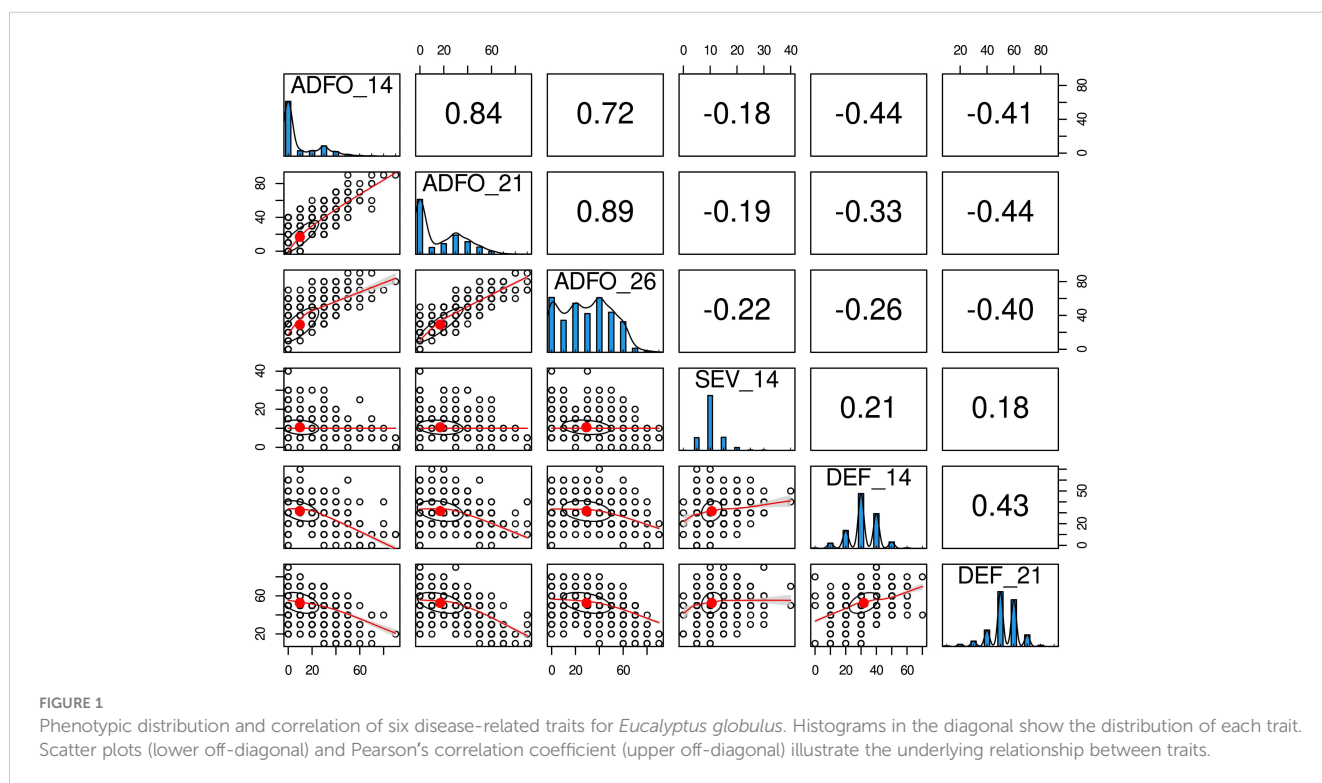 0 20 60
0 10 20 30 40
20 40 60 80
ADFO_14
0.84
0.72
-0.18
-0.44
-0.41
0 40 80
0 40 80
ADFO_21
0.89
-0.19
-0.33
-0.44
ADFO_26
-0.22
-0.26
-0.40
0 40 80
0 20 40
SEV_14
0.21
0.18
DEF_14
0.43
0 20 50
20 60
DEF_21
0 20 60
0 20 60
0 10 20 30 40
0 20 40 60
20 40 60 80
FIGURE 1
Phenotypic distribution and correlation of six disease-related traits for Eucalyptus globulus. Histograms in the diagonal show the distribution of each trait.
Scatter plots (lower off-diagonal) and Pearson's correlation coefficient (upper off-diagonal) illustrate the underlying relationship between traits.